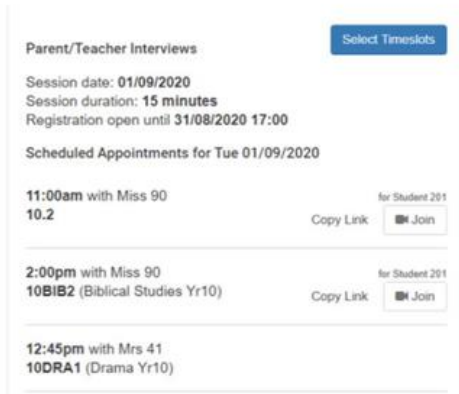 Select Timeslots
Parent/Teacher Interviews
Session date: 01/09/2020
Session duration: 15 minutes
Registration open until 31/08/2020 17:00
Scheduled Appointments for Tue 01/09/2020
11:00am with Miss 90
for Student 201
10.2
Copy Link Join
2:00pm with Miss 90
for Student 201
10BIB2 (Biblical Studies Yr10)
Copy Link Join
12:45pm with Mrs 41
10DRA1 (Drama Yr10)